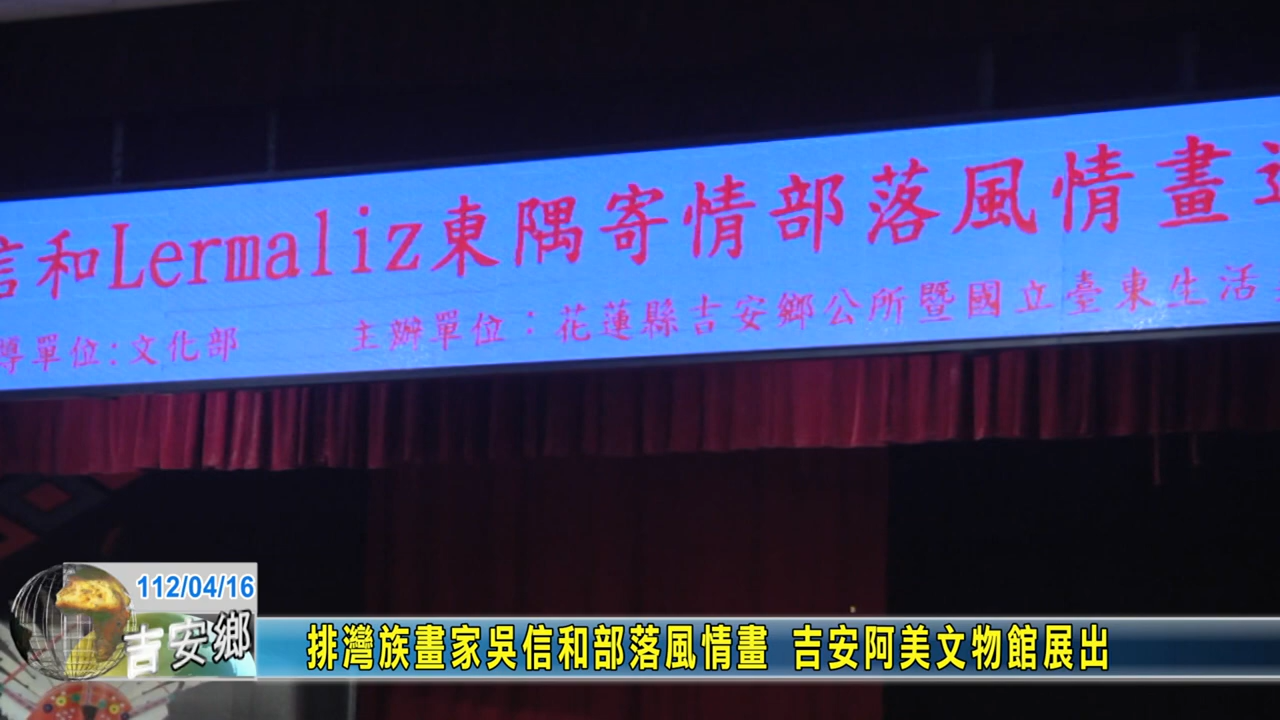 信和Lermaliz東隅寄情部落風情畫
導單位:文化部 主辦單位：花蓮縣吉安鄉公所暨國立臺東生活
112/04/16
吉安鄉
排灣族畫家吳信和部落風情畫 吉安阿美文物館展出